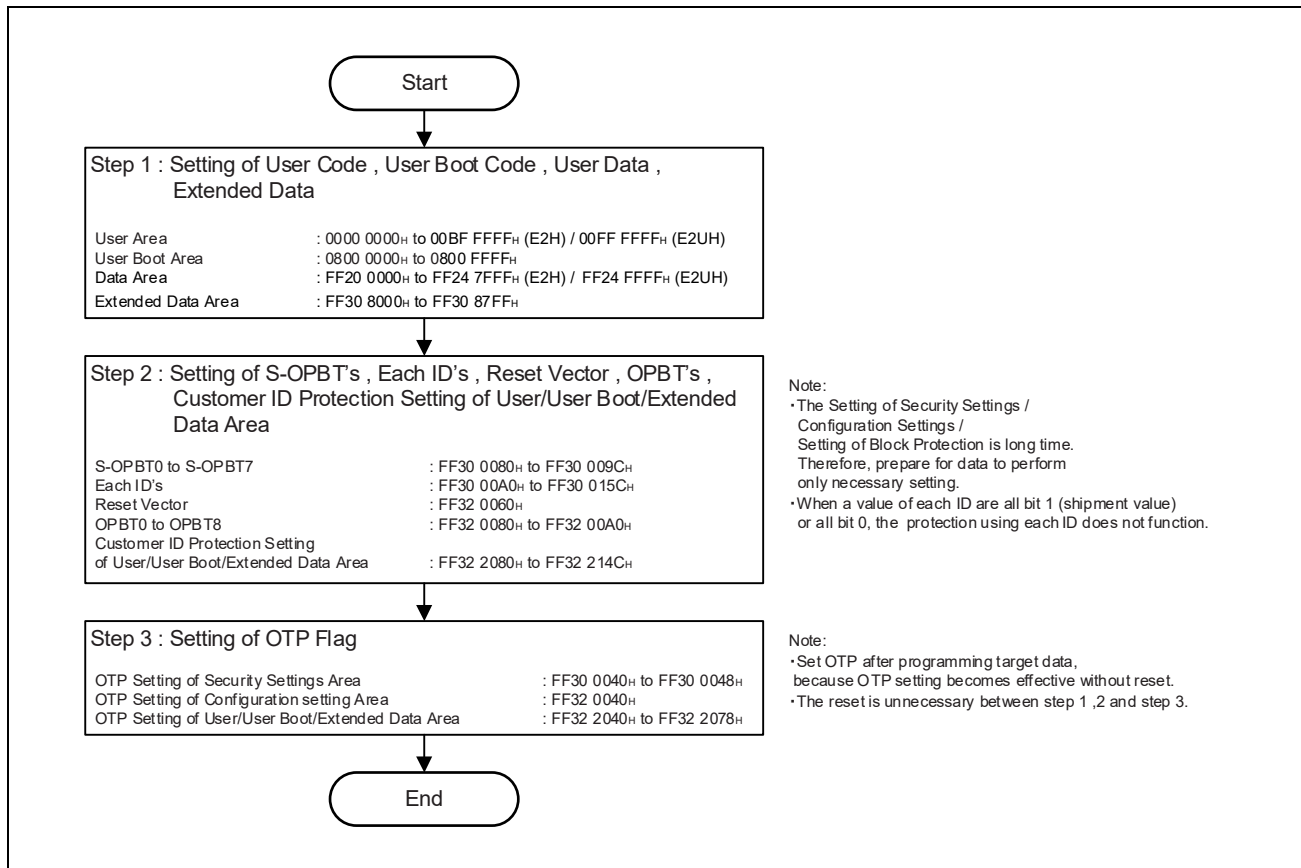 Start
Step 1 : Setting of User Code , User Boot Code , User Data ,
Extended Data
User Area : 0000 0000H to 00BF FFFFH (E2H) / 00FF FFFFH (E2UH)
User Boot Area : 0800 0000H to 0800 FFFFH
Data Area : FF20 0000H to FF24 7FFFH (E2H) / FF24 FFFFH (E2UH)
Extended Data Area : FF30 8000H to FF30 87FFH
Step 2 : Setting of S-OPBT's , Each ID's , Reset Vector , OPBT's ,
Customer ID Protection Setting of User/User Boot/Extended
Data Area
S-OPBT0 to S-OPBT7 : FF30 0080H to FF30 009CH
Each ID's : FF30 00A0H to FF30 015CH
Reset Vector : FF32 0060H
OPBT0 to OPBT8 : FF32 0080H to FF32 00A0H
Customer ID Protection Setting
of User/User Boot/Extended Data Area : FF32 2080H to FF32 214CH
Note:
・The Setting of Security Settings /
Configuration Settings /
Setting of Block Protection is long time.
Therefore, prepare for data to perform
only necessary setting.
・When a value of each ID are all bit 1 (shipment value)
or all bit 0, the protection using each ID does not function.
Step 3 : Setting of OTP Flag
OTP Setting of Security Settings Area : FF30 0040H to FF30 0048H
OTP Setting of Configuration setting Area : FF32 0040H
OTP Setting of User/User Boot/Extended Data Area : FF32 2040H to FF32 2078H
Note:
・Set OTP after programming target data,
because OTP setting becomes effective without reset.
・The reset is unnecessary between step 1 ,2 and step 3.
End